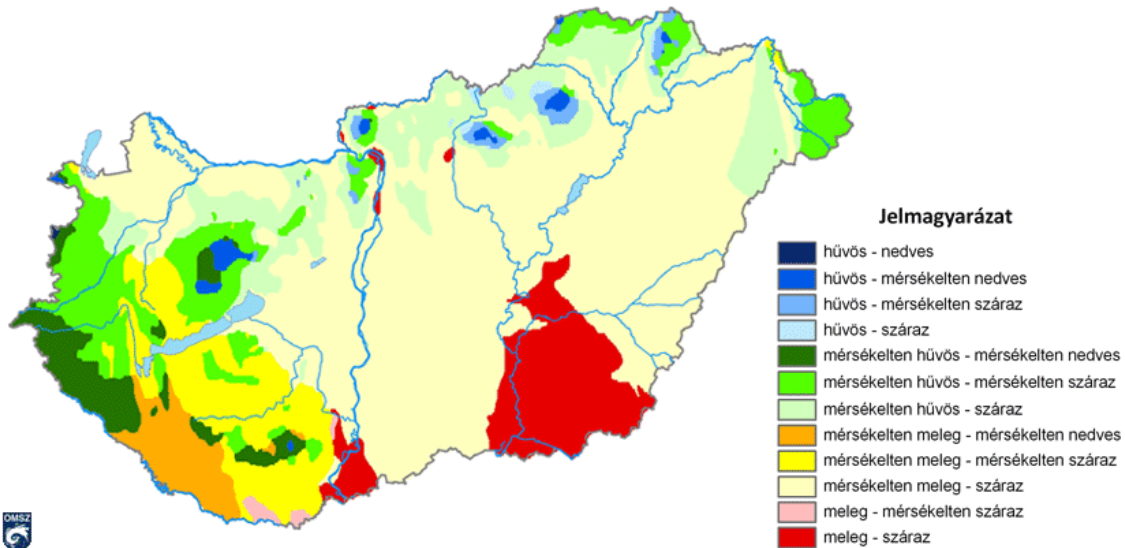 Jelmagyarázat
hűvös - nedves
hűvös - mérsékelten nedves
hűvös - mérsékelten száraz
hűvös - száraz
mérsékelten hűvös - mérsékelten nedves
mérsékelten hűvös - mérsékelten száraz
mérsékelten hűvös - száraz
mérsékelten meleg - mérsékelten nedves
mérsékelten meleg - mérsékelten száraz
mérsékelten meleg - száraz
meleg - mérsékelten száraz
meleg - száraz
OMSZ